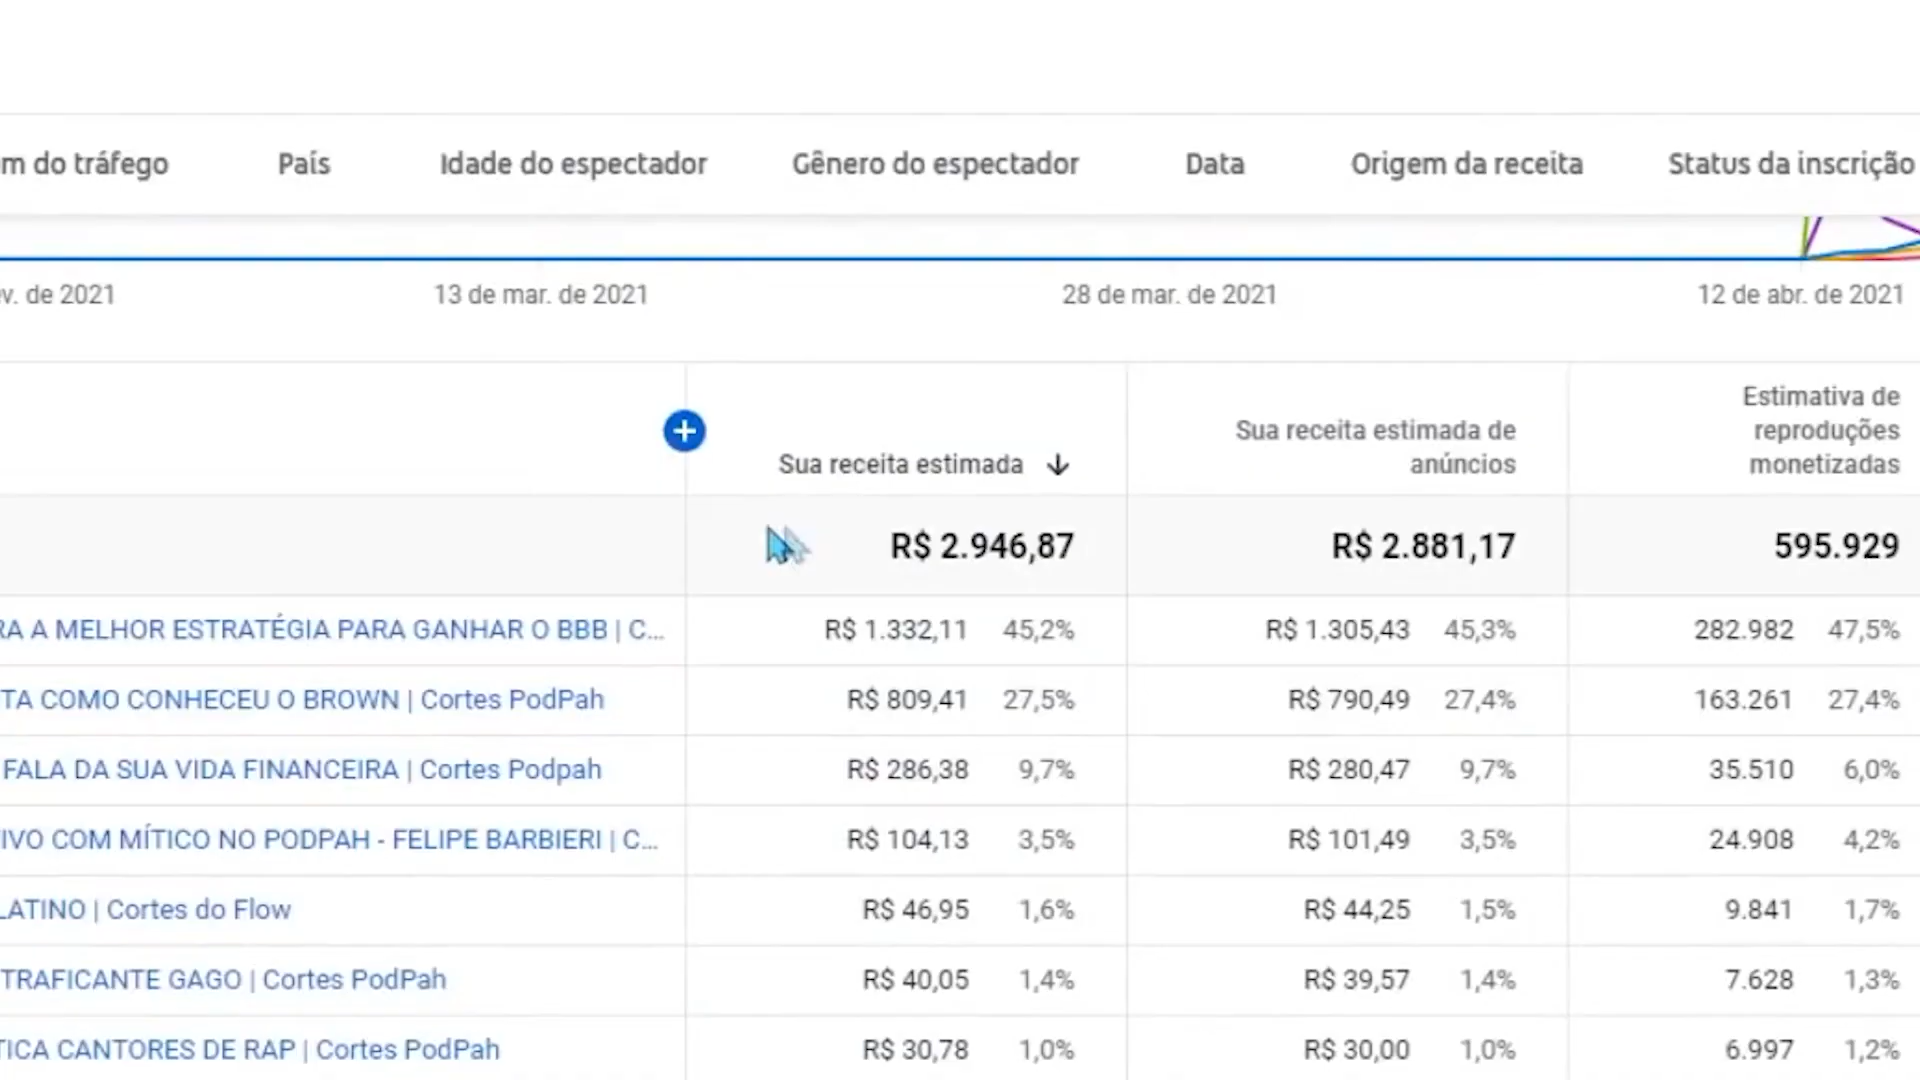 m do tráfego País Idade do espectador Gênero do espectador Data Origem da receita Status da inscrição
v. de 2021 13 de mar. de 2021 28 de mar. de 2021 12 de abr. de 2021
Sua receita estimada
Sua receita estimada de
anúncios
Estimativa de
reproduções
monetizadas
R$ 2.946,87 R$ 2.881,17 595.929
RA A MELHOR ESTRATÉGIA PARA GANHAR O BBB | C... R$ 1.332,11 45,2% R$ 1.305,43 45,3% 282.982 47,5%
TA COMO CONHECEU O BROWN | Cortes PodPah R$ 809,41 27,5% R$ 790,49 27,4% 163.261 27,4%
FALA DA SUA VIDA FINANCEIRA | Cortes Podpah R$ 286,38 9,7% R$ 280,47 9,7% 35.510 6,0%
IVO COM MÍTICO NO PODPAH - FELIPE BARBIERI | C... R$ 104,13 3,5% R$ 101,49 3,5% 24.908 4,2%
LATINO | Cortes do Flow R$ 46,95 1,6% R$ 44,25 1,5% 9.841 1,7%
TRAFICANTE GAGO | Cortes PodPah R$ 40,05 1,4% R$ 39,57 1,4% 7.628 1,3%
TICA CANTORES DE RAP | Cortes PodPah R$ 30,78 1,0% R$ 30,00 1,0% 6.997 1,2%